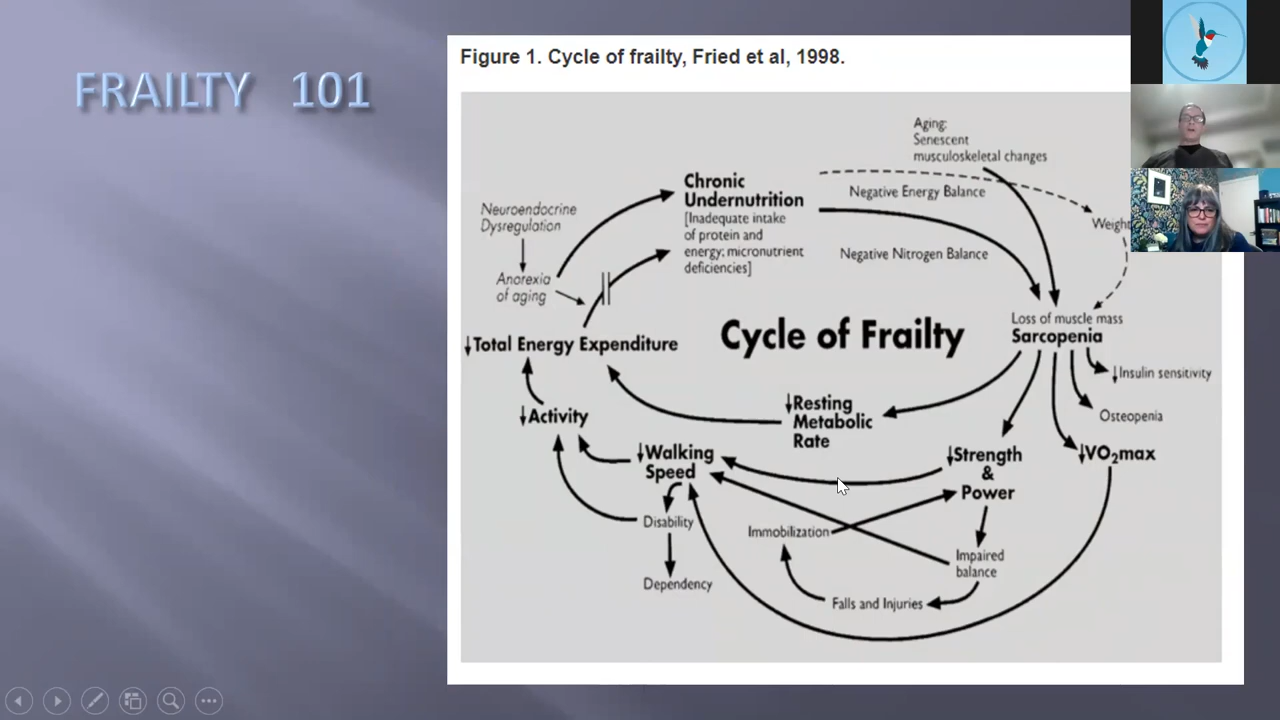 FRAILTY 101
Figure 1. Cycle of frailty, Fried et al, 1998.
Aging:
Senescent
musculoskeletal changes
Chronic
Undernutrition
[Inadequate intake
of protein and
energy; micronutrient
deficiencies]
Negative Energy Balance
Negative Nitrogen Balance
Weight
Neuroendocrine
Dysregulation
Anorexia
of aging
Cycle of Frailty
Loss of muscle mass
Sarcopenia
↓Total Energy Expenditure
↓Insulin sensitivity
↓Resting
Metabolic
Rate
↓Activity
Osteopenia
↓Walking
Speed
↓Strength
&
Power
↓VO₂max
Disability
Immobilization
Impaired
balance
Dependency
Falls and Injuries